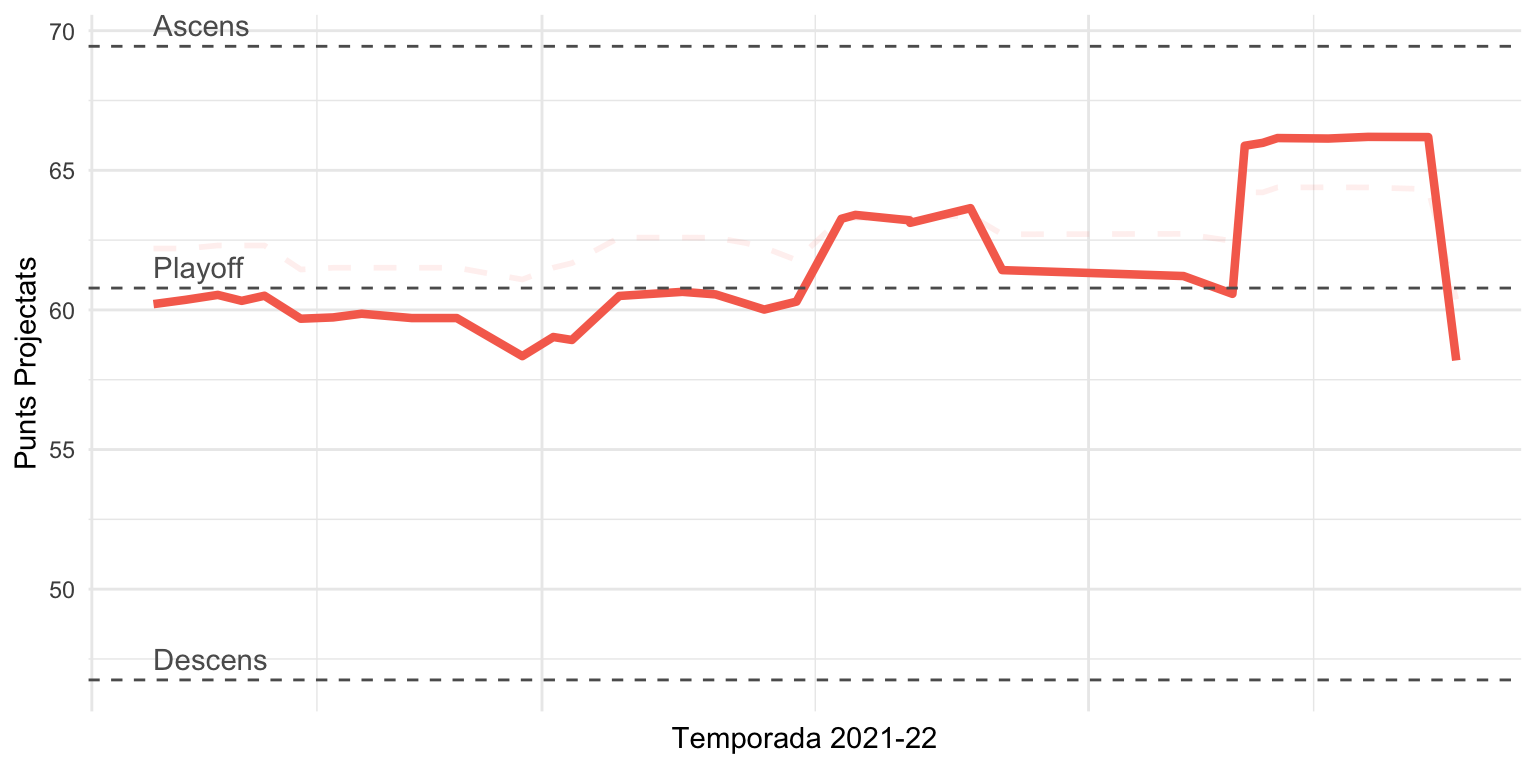 Ascens
70
65
Playoff
60
55
50
Descens
Punts Projectats
Temporada 2021-22